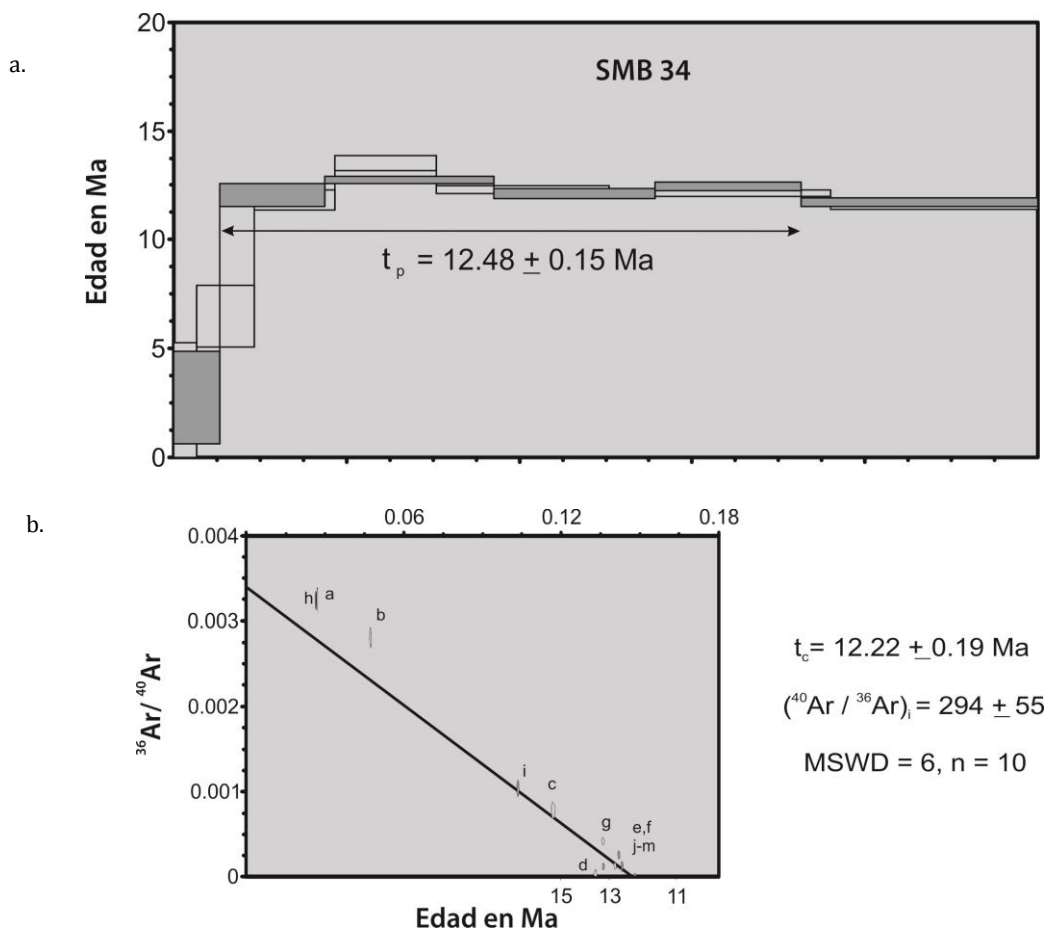 a.
SMB 34
Edad en Ma
20
15
10
5
0
t p = 12.48 ± 0.15 Ma
b.
0.06 0.12 0.18
0.004
0.003
0.002
0.001
0
³⁶Ar/ ⁴⁰Ar
h a
b
i
c
g
e,f
j-m
d
15 13 11
Edad en Ma
tc= 12.22 ± 0.19 Ma
(⁴⁰Ar / ³⁶Ar)i = 294 ± 55
MSWD = 6, n = 10